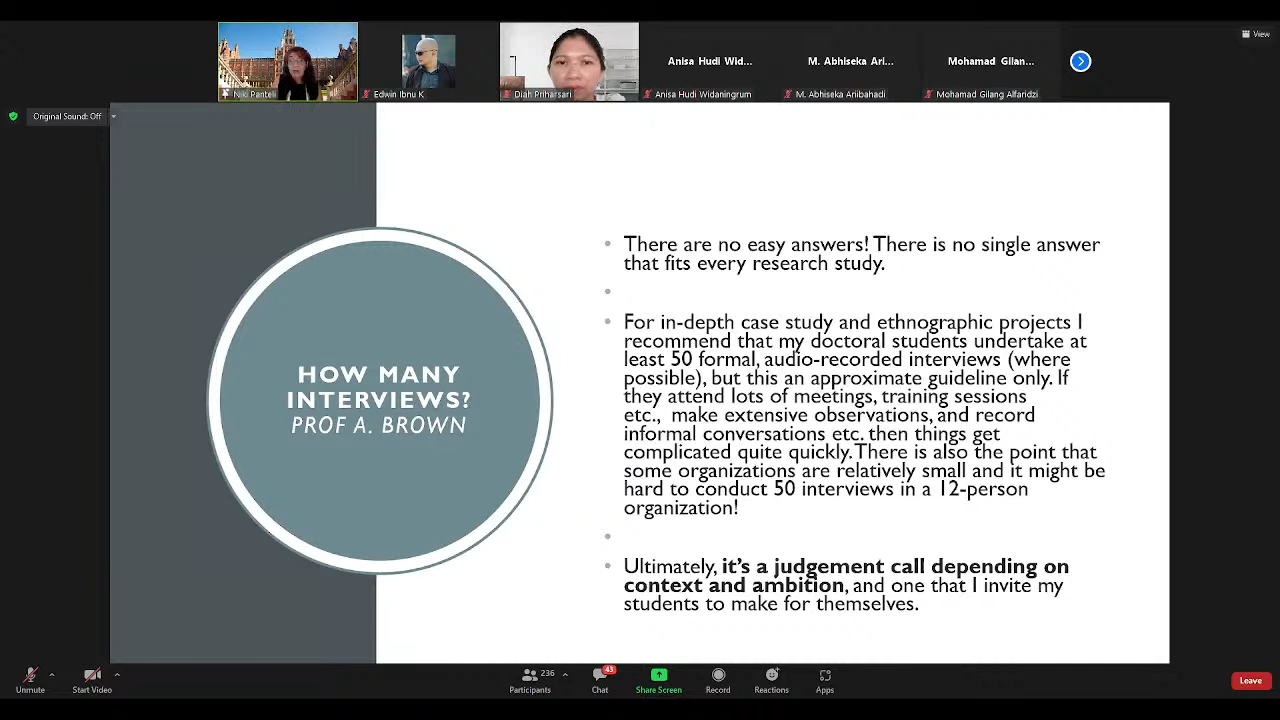 View
Anisa Hudi Wid...
M. Abhiseka Ari...
Mohamad Gilan...
Niki Panteli
Edwin Ibnu K
Diah Priharsari
Anisa Hudi Widaningrum
M. Abhiseka Ariibahadi
Mohamad Gilang Alfaridzi
Original Sound: Off
HOW MANY
INTERVIEWS?
PROF A. BROWN
• There are no easy answers! There is no single answer
that fits every research study.
•
• For in-depth case study and ethnographic projects I
recommend that my doctoral students undertake at
least 50 formal, audio-recorded interviews (where
possible), but this an approximate guideline only. If
they attend lots of meetings, training sessions
etc., make extensive observations, and record
informal conversations etc. then things get
complicated quite quickly. There is also the point that
some organizations are relatively small and it might be
hard to conduct 50 interviews in a 12-person
organization!
•
• Ultimately, it's a judgement call depending on
context and ambition, and one that I invite my
students to make for themselves.
Unmute
Start Video
236
Participants
43
Chat
Share Screen
Record
Reactions
Apps
Leave